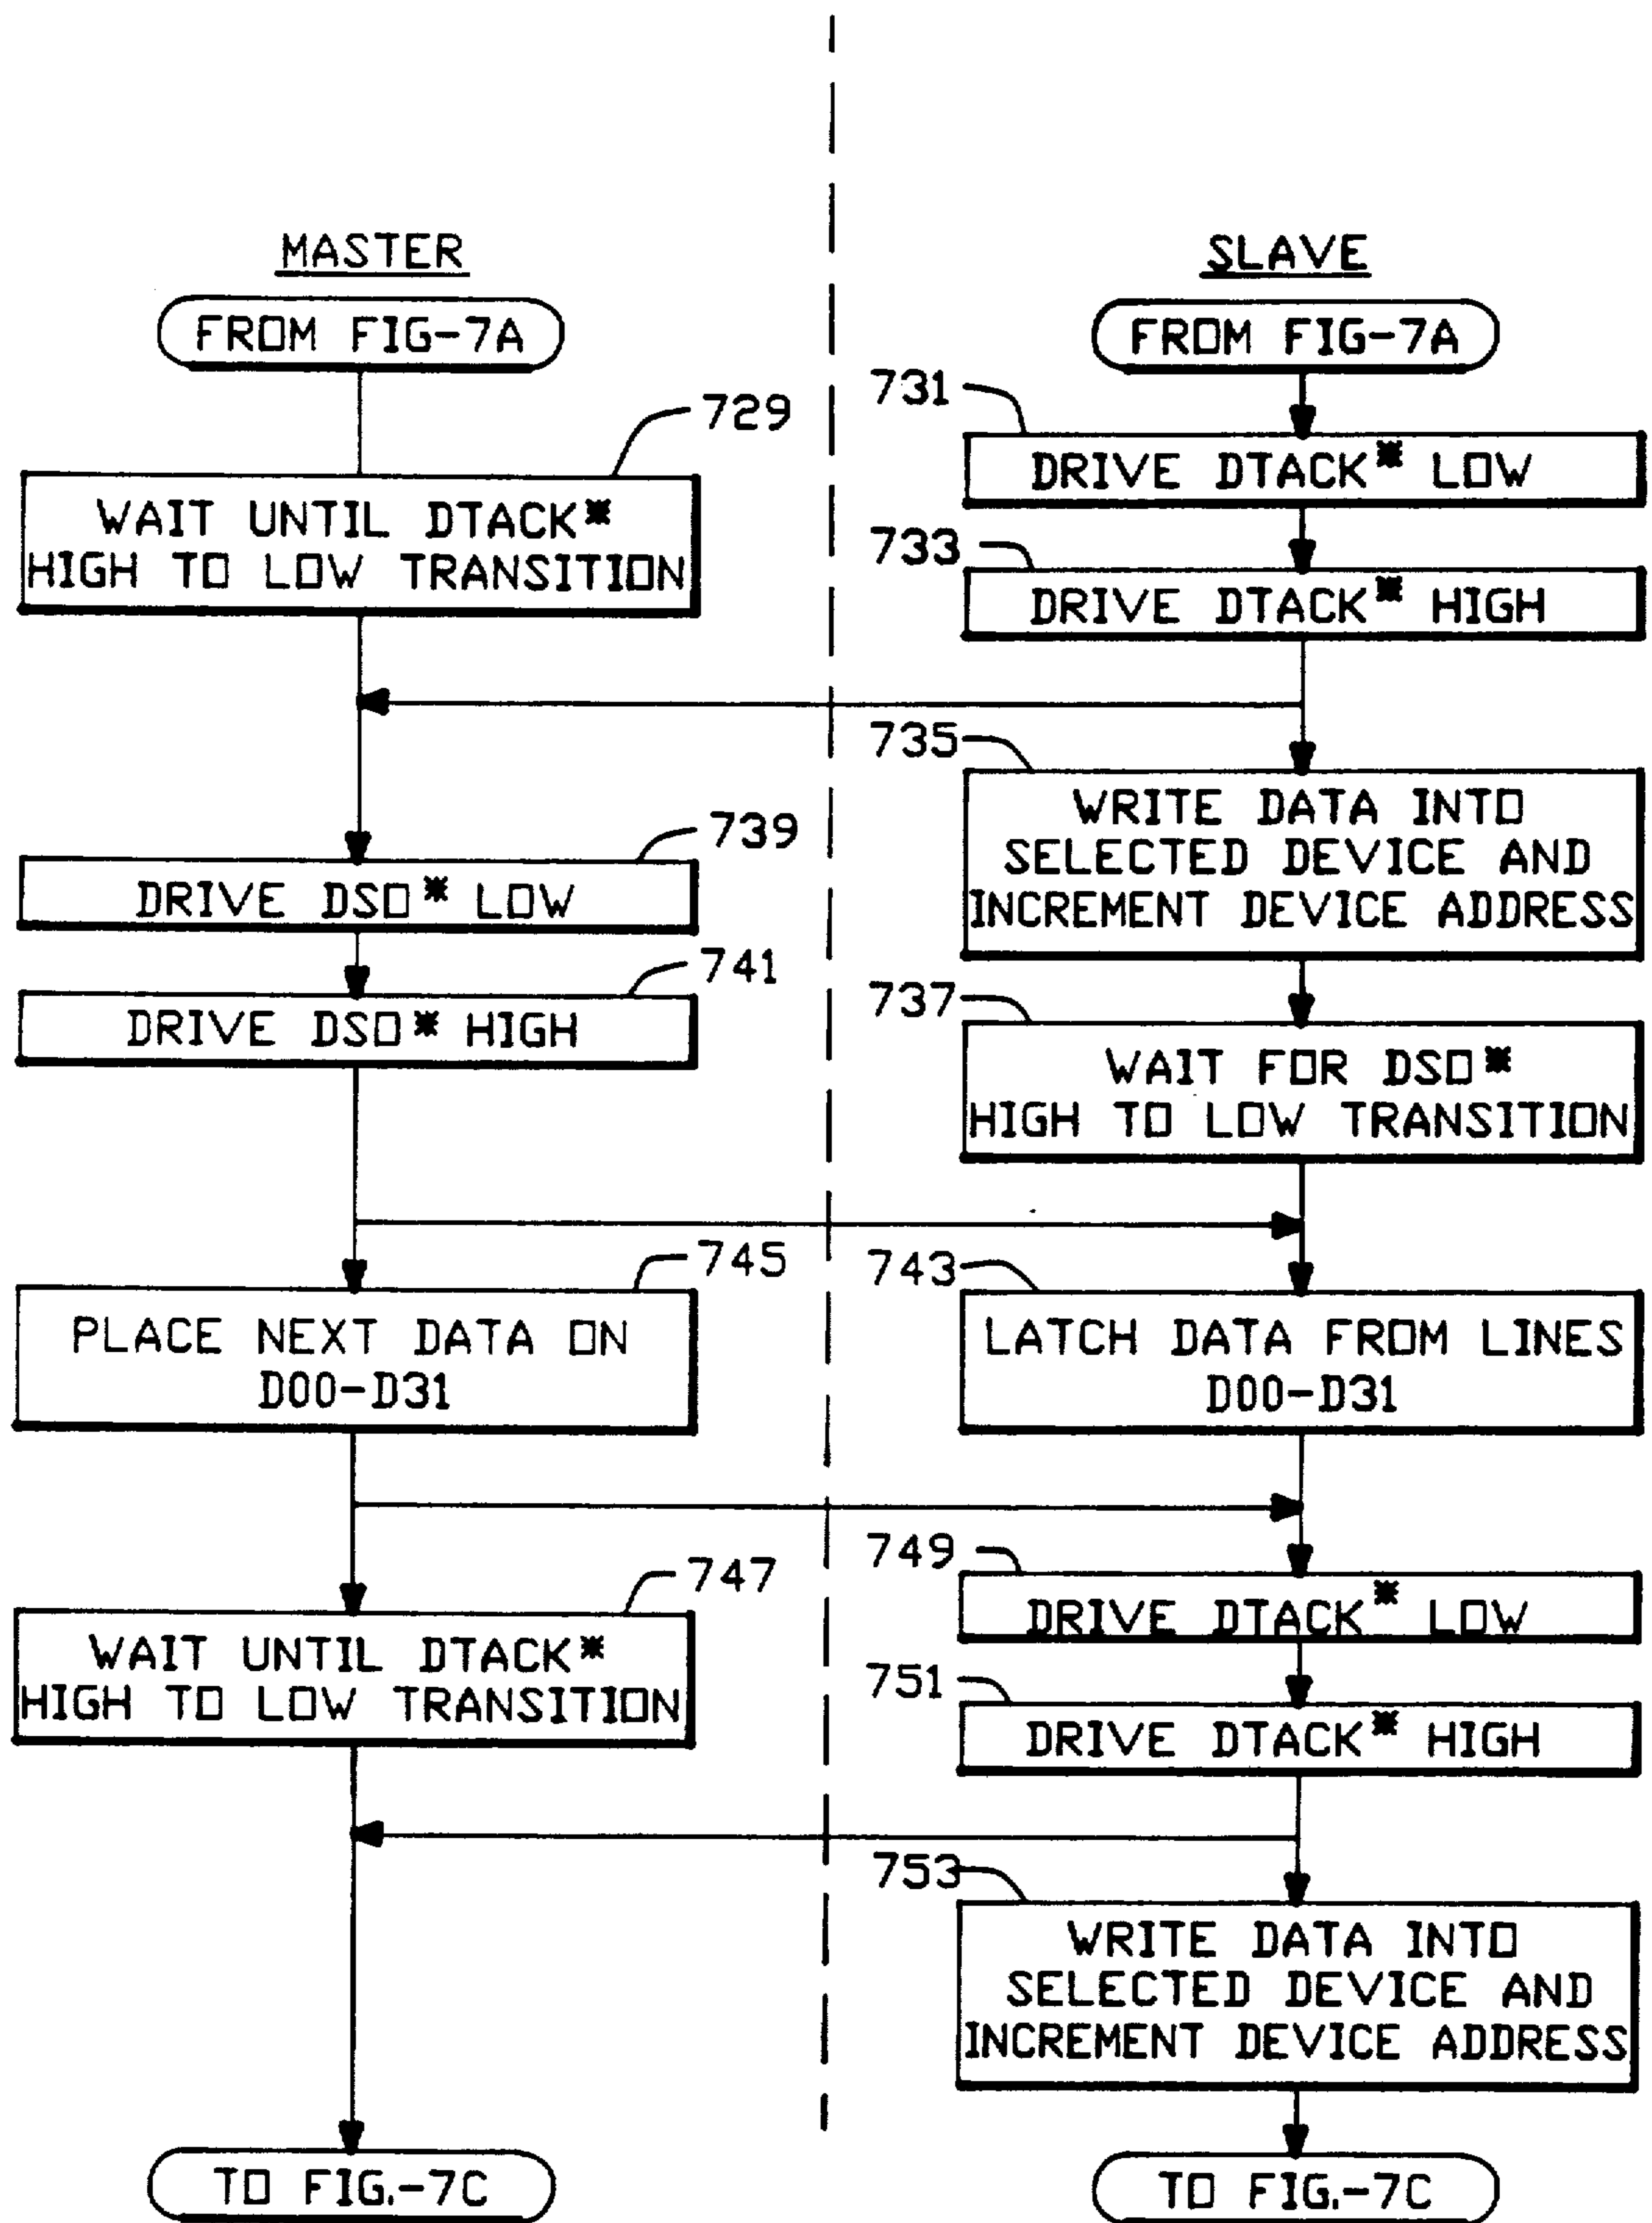 MASTER
SLAVE
FROM FIG-7A
FROM FIG-7A
729
WAIT UNTIL DTACK*
HIGH TO LOW TRANSITION
731
DRIVE DTACK* LOW
733
DRIVE DTACK* HIGH
735
WRITE DATA INTO
SELECTED DEVICE AND
INCREMENT DEVICE ADDRESS
739
DRIVE DSO* LOW
741
DRIVE DSO* HIGH
737
WAIT FOR DSO*
HIGH TO LOW TRANSITION
745
PLACE NEXT DATA ON
D00-D31
743
LATCH DATA FROM LINES
D00-D31
747
WAIT UNTIL DTACK*
HIGH TO LOW TRANSITION
749
DRIVE DTACK* LOW
751
DRIVE DTACK* HIGH
753
WRITE DATA INTO
SELECTED DEVICE AND
INCREMENT DEVICE ADDRESS
TO FIG.-7C
TO FIG.-7C